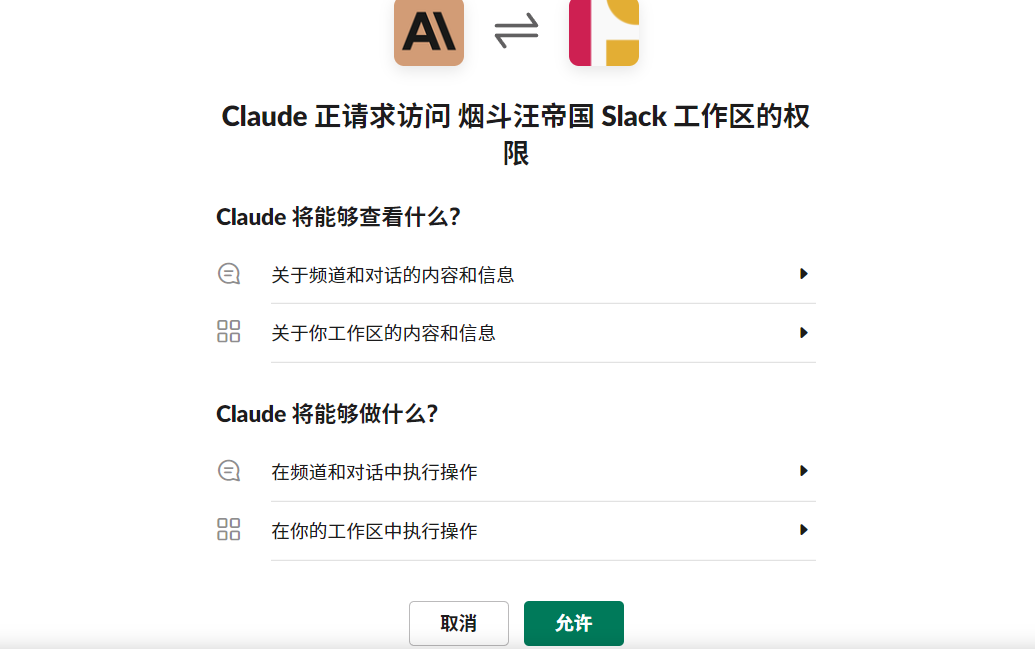 Claude 正请求访问 烟斗汪帝国 Slack 工作区的权
限
Claude 将能够查看什么？
关于频道和对话的内容和信息
关于你工作区的内容和信息
Claude 将能够做什么？
在频道和对话中执行操作
在你的工作区中执行操作
取消
允许